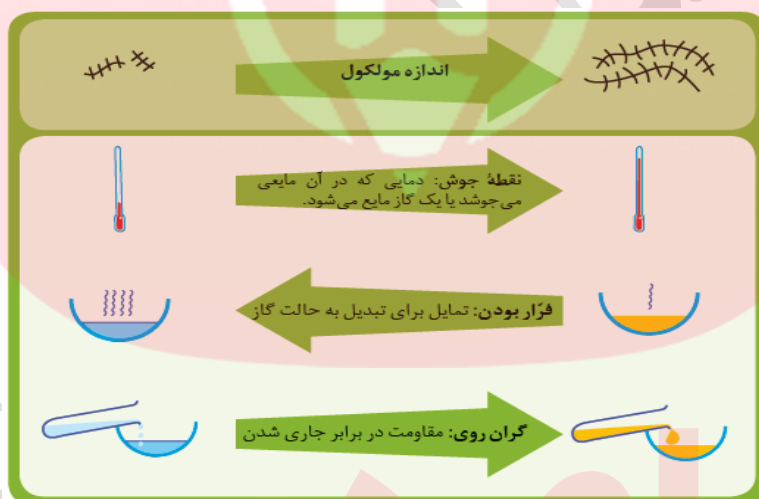 اندازه مولکول
نقطهٔ جوش: دمایی که در آن مایعی
می‌جوشد یا یک گاز مایع می‌شود.
فرّار بودن: تمایل برای تبدیل به حالت گاز
گران روی: مقاومت در برابر جاری شدن